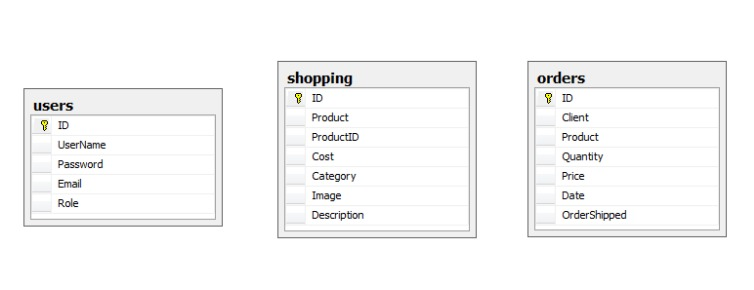 users
ID
UserName
Password
Email
Role
shopping
ID
Product
ProductID
Cost
Category
Image
Description
orders
ID
Client
Product
Quantity
Price
Date
OrderShipped